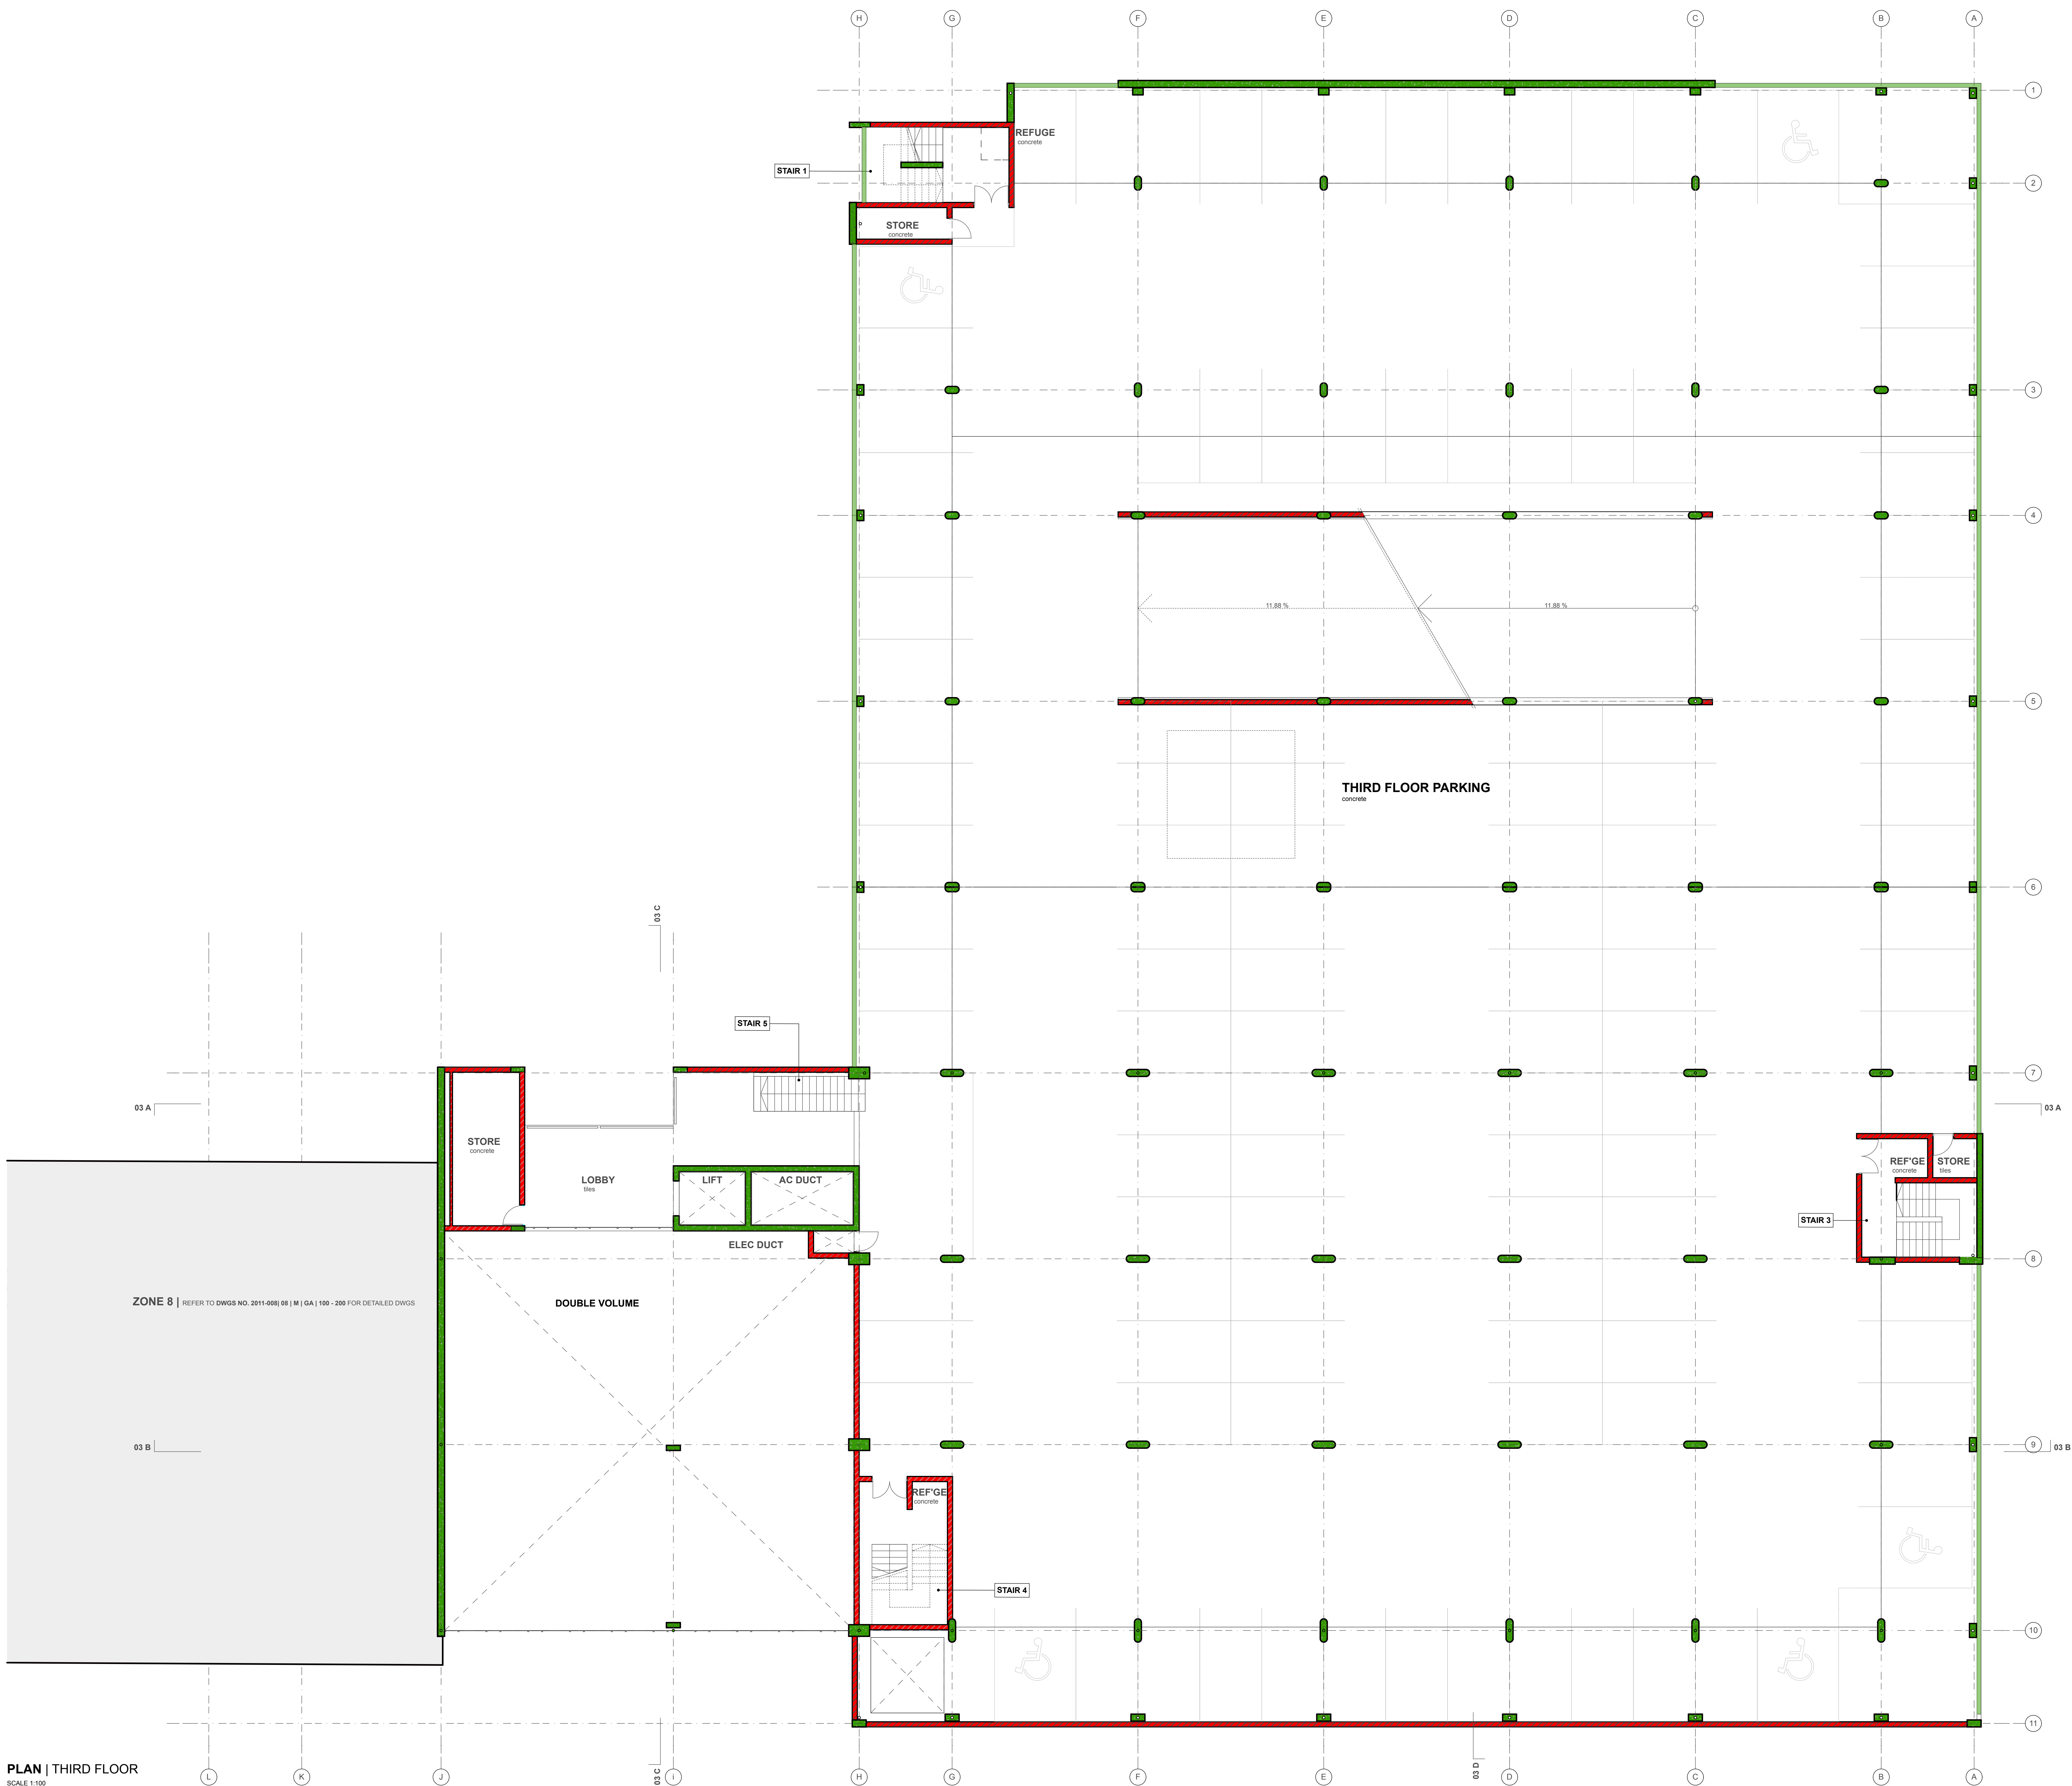 H G F E D C B A
1
REFUGE
concrete
STAIR 1
2
STORE
concrete
3
4
11.88 % 11.88 %
5
THIRD FLOOR PARKING
concrete
6
03 C
STAIR 5
7
03 A 03 A
STORE
concrete
REF'GE STORE
concrete tiles
LOBBY
tiles
LIFT AC DUCT
STAIR 3
ELEC DUCT
8
ZONE 8 | REFER TO DWGS NO. 2011-008| 08 | M | GA | 100 - 200 FOR DETAILED DWGS
DOUBLE VOLUME
9
03 B 03 B
REF'GE
concrete
STAIR 4
10
11
PLAN | THIRD FLOOR
SCALE 1:100
03 C 03 D
L K J i H G F E D C B A